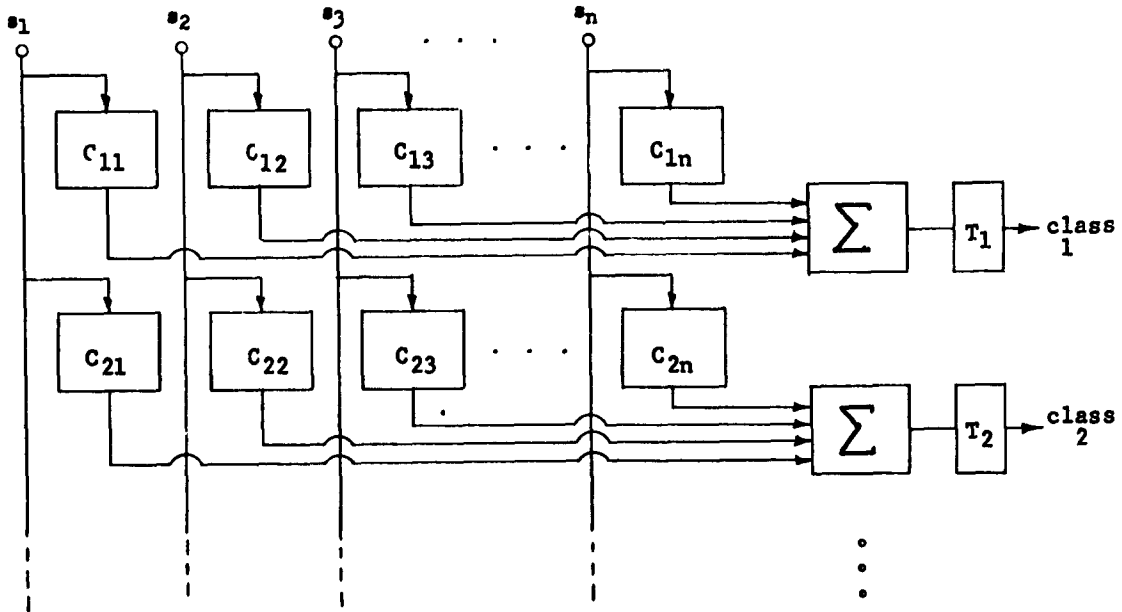 s1 s2 s3 . . . sn
C11 C12 C13 . . . C1n
Σ T1 class 1
C21 C22 C23 . . . C2n
Σ T2 class 2